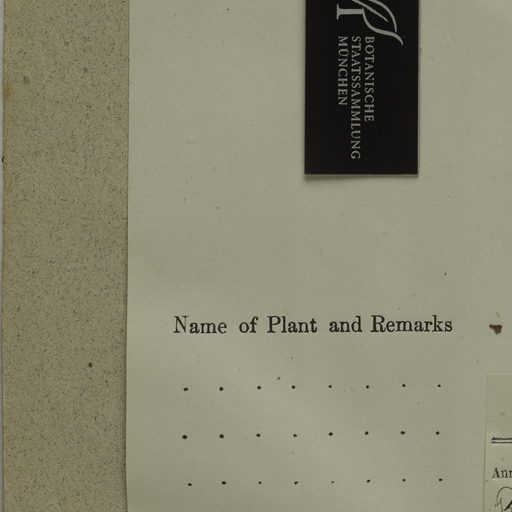 BOTANISCHE
STAATSSAMMLUNG
MÜNCHEN
Name of Plant and Remarks